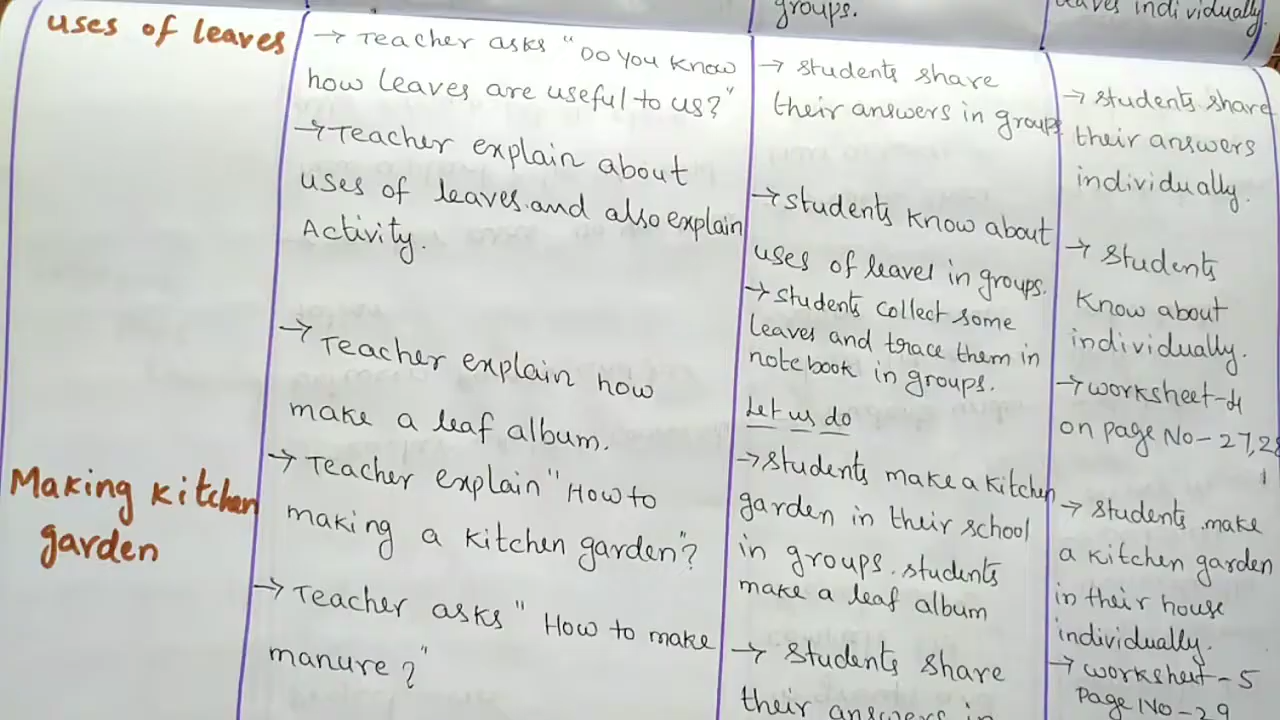 groups.
leaves individually.
uses of leaves
→ Teacher asks "Do you know
how leaves are useful to us?"
→ Teacher explain about
uses of leaves.and also explain
Activity.
→ Teacher explain how
make a leaf album.
→ students share
their answers in groups
→ students know about
uses of leaves in groups.
→ students collect some
leaves and trace them in
notebook in groups.
Let us do
→ students share
their answers
individually.
→ students
know about
individually.
→ worksheet-4
on page No - 27,28
Making kitchen
garden
→ Teacher explain "How to
making a kitchen garden"?
→ Teacher asks "How to make
manure?"
→ students make a kitchen
garden in their school
in groups. students
make a leaf album
→ students share
their answers in
→ students make
a kitchen garden
in their house
individually.
→ worksheet - 5
Page No - 29